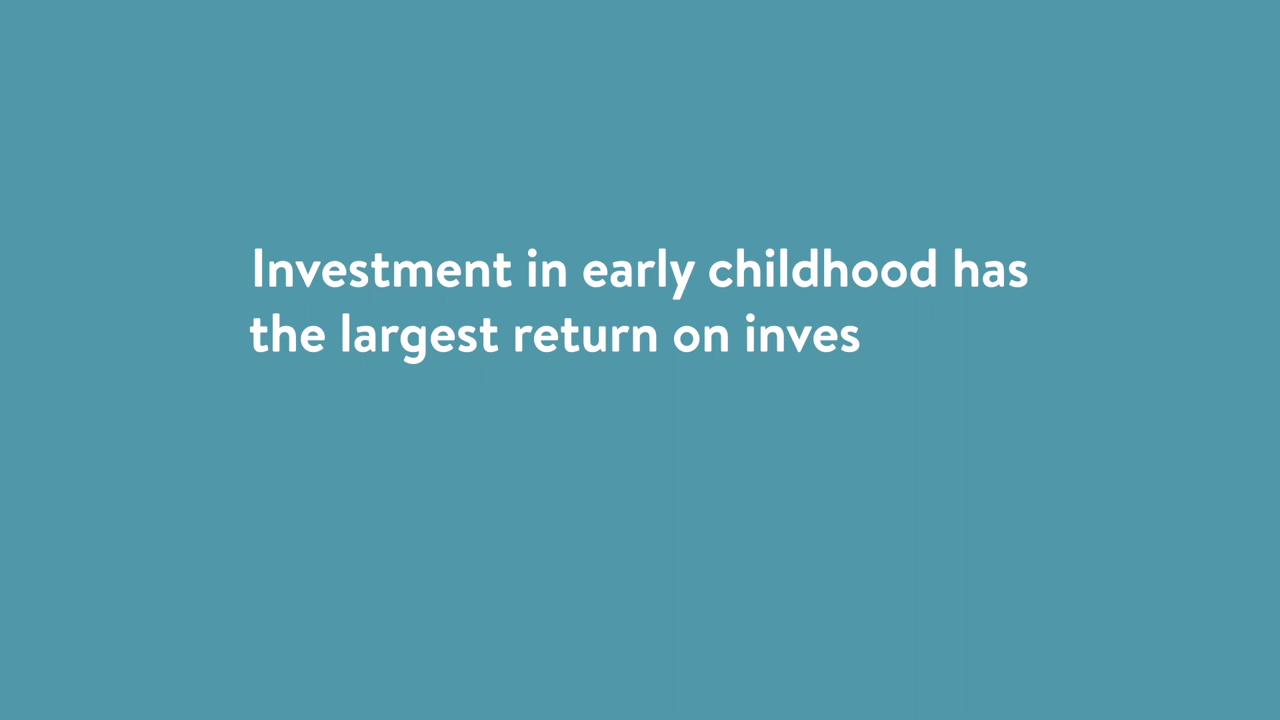 Investment in early childhood has
the largest return on inves